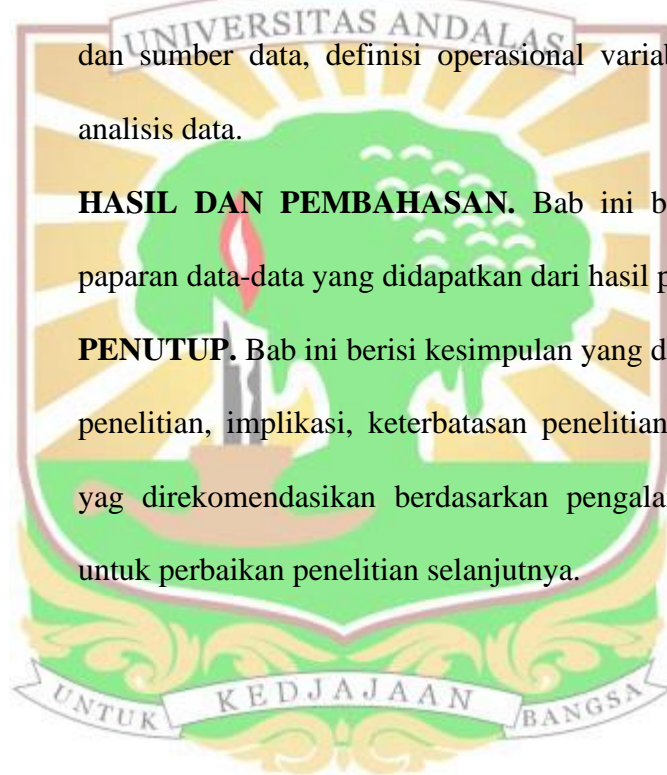 UNIVERSITAS ANDALAS
dan sumber data, definisi operasional
analisis data.
HASIL DAN PEMBAHASAN. Bab ini
paparan data-data yang didapatkan dari hasil
PENUTUP. Bab ini berisi kesimpulan yang
penelitian, implikasi, keterbatasan penelitian
yag direkomendasikan berdasarkan
untuk perbaikan penelitian selanjutnya.
UNTUK KEDJAJAAN BANGSA